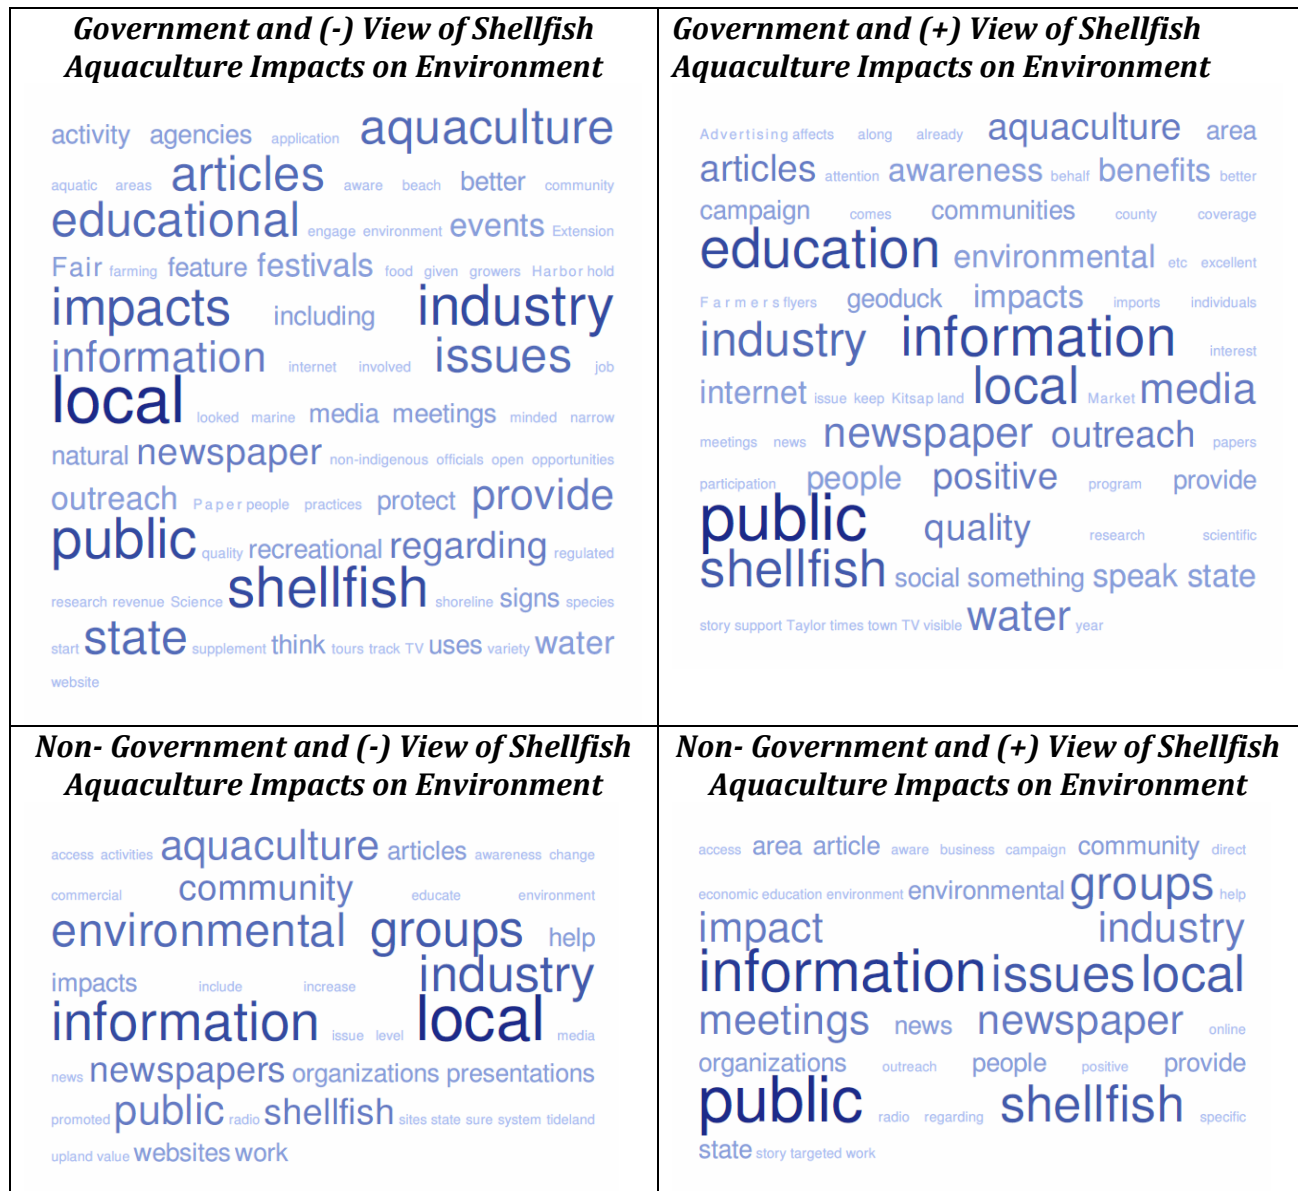 Government and (-) View of Shellfish
Aquaculture Impacts on Environment
activity agencies application aquaculture
aquatic areas articles aware beach better community
educational engage environment events Extension
Fair farming feature festivals food given growers Harbor hold
impacts including industry
information internet involved issues job
local looked marine media meetings minded narrow
natural newspaper non-indigenous officials open opportunities
outreach Paper people practices protect provide
public quality recreational regarding regulated
research revenue Science shellfish shoreline signs species
start state supplement think tours track TV uses variety water
website
Government and (+) View of Shellfish
Aquaculture Impacts on Environment
Advertising affects along already aquaculture area
articles attention awareness behalf benefits better
campaign comes communities county coverage
education environmental etc excellent
Farmers flyers geoduck impacts imports individuals
industry information interest
internet issue keep Kitsap land local Market media
meetings news newspaper outreach papers
participation people positive program provide
public quality research scientific
shellfish social something speak state
story support Taylor times town TV visible water year
Non- Government and (-) View of Shellfish
Aquaculture Impacts on Environment
access activities aquaculture articles awareness change
commercial community educate environment
environmental groups help
impacts include increase industry
information issue level local media
news newspapers organizations presentations
promoted public radio shellfish sites state sure system tideland
upland value websites work
Non- Government and (+) View of Shellfish
Aquaculture Impacts on Environment
access area article aware business campaign community direct
economic education environment environmental groups help
impact industry
information issues local
meetings news newspaper online
organizations outreach people positive provide
public radio regarding shellfish specific
state story targeted work